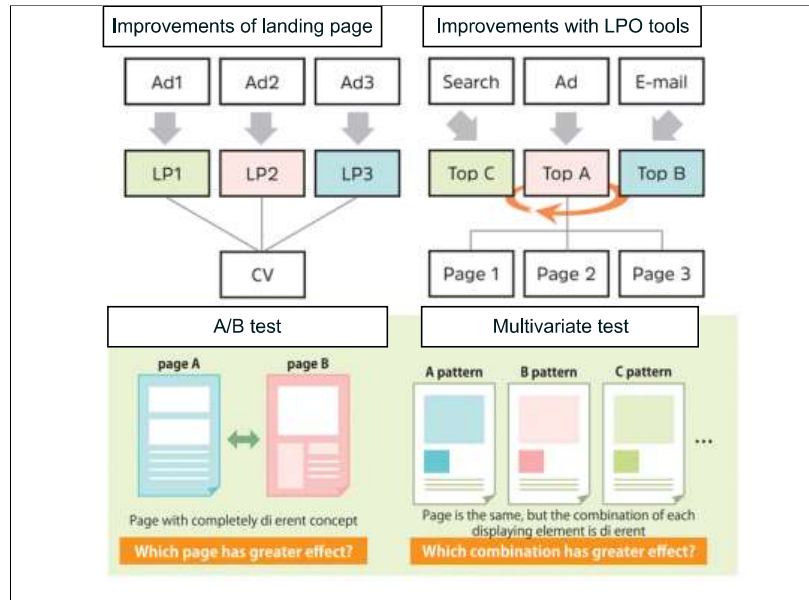 Improvements of landing page
Improvements with LPO tools
Ad1
Ad2
Ad3
Search
Ad
E-mail
LP1
LP2
LP3
Top C
Top A
Top B
CV
Page 1
Page 2
Page 3
A/B test
Multivariate test
page A
page B
A pattern
B pattern
C pattern
...
Page with completely di erent concept
Page is the same, but the combination of each
displaying element is di erent
Which page has greater effect?
Which combination has greater effect?